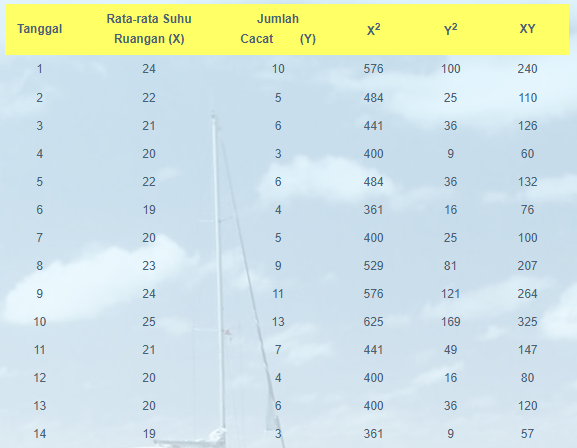 Tanggal Rata-rata Suhu Ruangan (X) Jumlah Cacat (Y) X² Y² XY
1 24 10 576 100 240
2 22 5 484 25 110
3 21 6 441 36 126
4 20 3 400 9 60
5 22 6 484 36 132
6 19 4 361 16 76
7 20 5 400 25 100
8 23 9 529 81 207
9 24 11 576 121 264
10 25 13 625 169 325
11 21 7 441 49 147
12 20 4 400 16 80
13 20 6 400 36 120
14 19 3 361 9 57